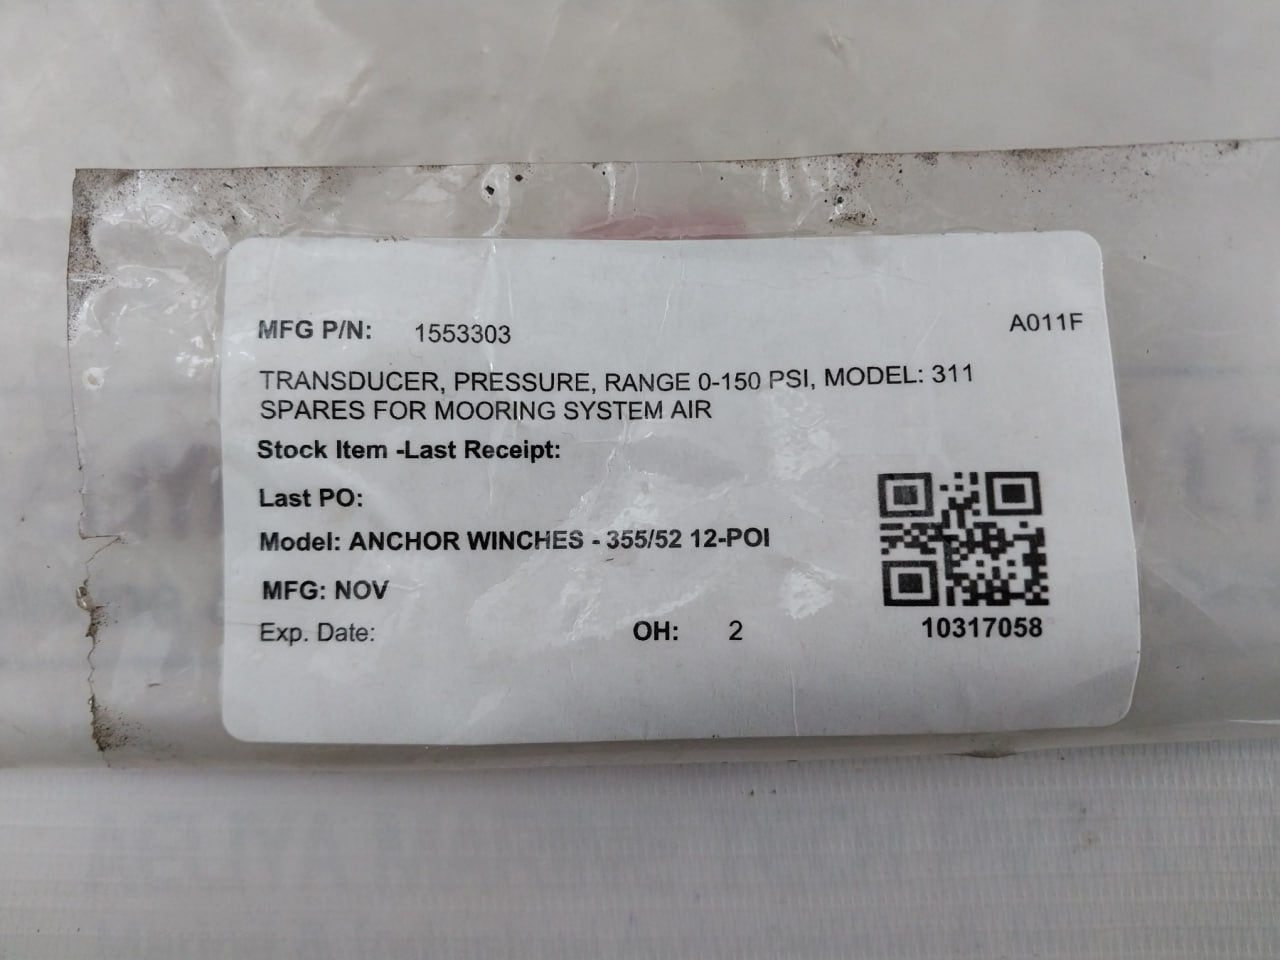 MFG P/N: 1553303 A011F
TRANSDUCER, PRESSURE, RANGE 0-150 PSI, MODEL: 311
SPARES FOR MOORING SYSTEM AIR
Stock Item -Last Receipt:
Last PO:
Model: ANCHOR WINCHES - 355/52 12-POI
MFG: NOV
Exp. Date: OH: 2
10317058